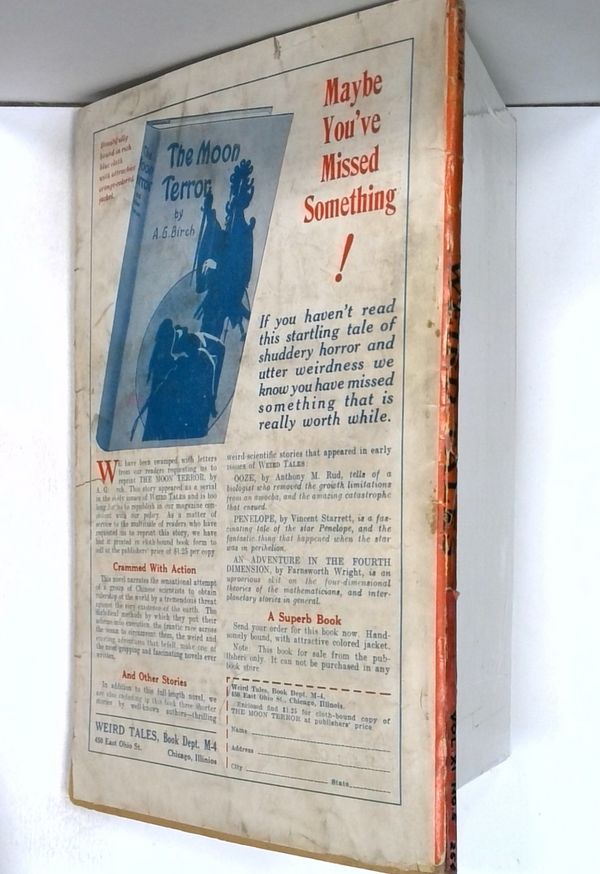 Beautifully
bound in rich
blue cloth
with attractive
orange-colored
jacket.
The Moon
Terror
by
A.G. Birch
The Moon
Terror
Maybe
You've
Missed
Something
!
If you haven't read
this startling tale of
shuddery horror and
utter weirdness we
know you have missed
something that is
really worth while.
WE have been swamped with letters
from our readers requesting us to
reprint THE MOON TERROR, by
A. G. Birch. This story appeared as a serial
in the early issues of WEIRD TALES and is too
long for us to republish in our magazine con-
sistent with our policy. As a matter of
service to the multitude of readers who have
requested us to reprint this story, we have
had it printed in cloth-bound book form to
sell at the publishers' price of $1.25 per copy
Crammed With Action
This novel narrates the sensational attempt
of a group of Chinese scientists to obtain
rulership of the world by a tremendous threat
against the very existence of the earth. The
diabolical methods by which they put their
scheme into execution, the frantic race across
the ocean to circumvent them, the weird and
exciting adventures that befell, make one of
the most gripping and fascinating novels ever
written.
And Other Stories
In addition to this full-length novel, we
are also including in this book three shorter
stories by well-known authors—thrilling
weird-scientific stories that appeared in early
issues of WEIRD TALES:
OOZE, by Anthony M. Rud, tells of a
biologist who removed the growth limitations
from an amoeba, and the amazing catastrophe
that ensued.
PENELOPE, by Vincent Starrett, is a fas-
cinating tale of the star Penelope, and the
fantastic thing that happened when the star
was in perihelion.
AN ADVENTURE IN THE FOURTH
DIMENSION, by Farnsworth Wright, is an
uproarious skit on the four-dimensional
theories of the mathematicians, and inter-
planetary stories in general.
A Superb Book
Send your order for this book now. Hand-
somely bound, with attractive colored jacket.
Note: This book for sale from the pub-
lishers only. It can not be purchased in any
book store.
WEIRD TALES, Book Dept. M-4
450 East Ohio St. Chicago, Illinios
Weird Tales, Book Dept. M-4,
450 East Ohio St., Chicago, Illinois.
Enclosed find $1.25 for cloth-bound copy of
THE MOON TERROR at publishers' price
Name
Address
City
State
WEIRD TALES
VOL. XI NO. 4 25¢